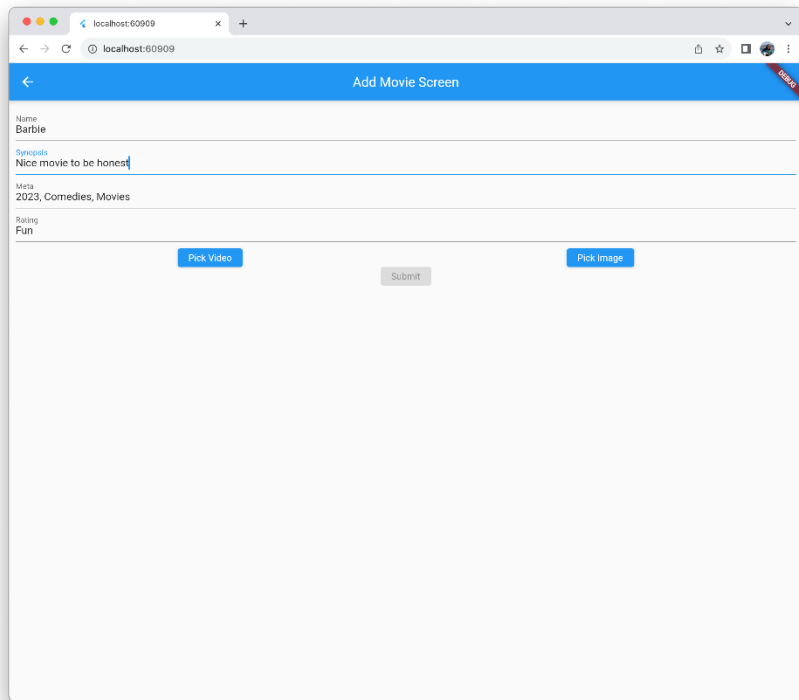 localhost:60909
localhost:60909
Add Movie Screen
DEBUG
Name
Barbie
Synopsis
Nice movie to be honest
Meta
2023, Comedies, Movies
Rating
Fun
Pick Video
Pick Image
Submit